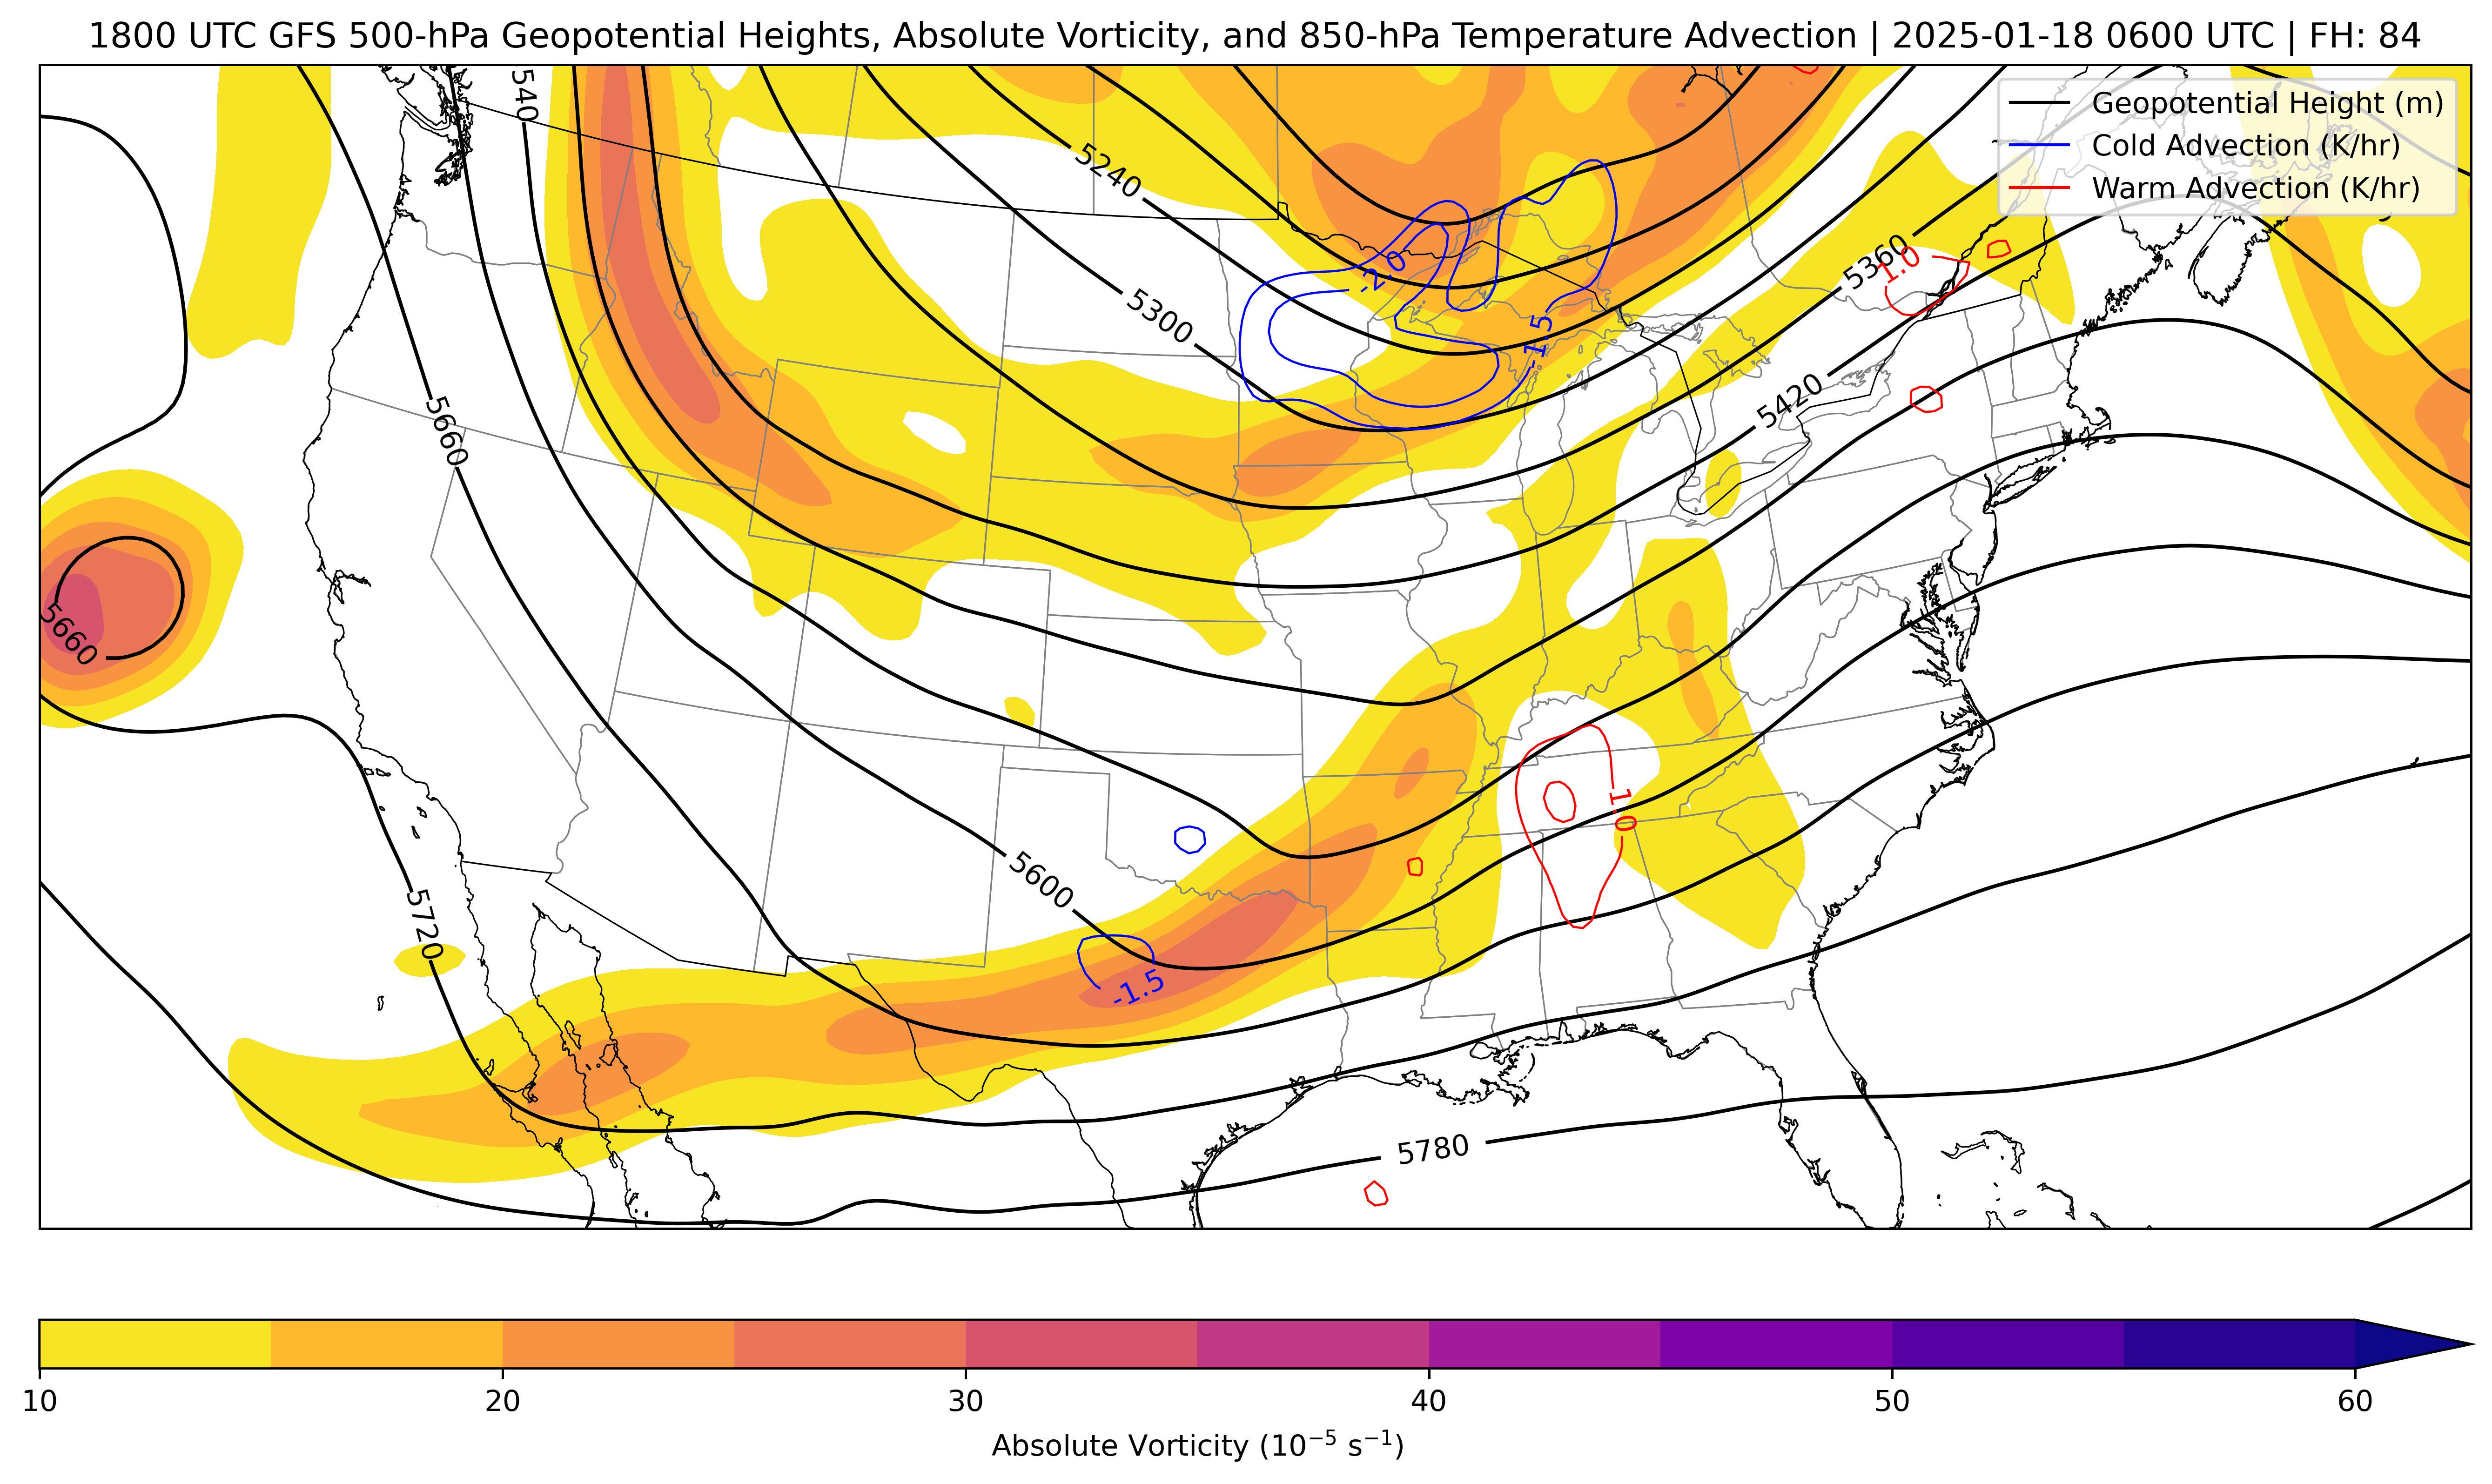 1800 UTC GFS 500-hPa Geopotential Heights, Absolute Vorticity, and 850-hPa Temperature Advection | 2025-01-18 0600 UTC | FH: 84
Geopotential Height (m)
Cold Advection (K/hr)
Warm Advection (K/hr)
5240
5300
5360
1.0
-2.0
-1.5
5420
5660
5660
1.0
5600
5720
-1.5
5780
10 20 30 40 50 60
Absolute Vorticity (10⁻⁵ s⁻¹)